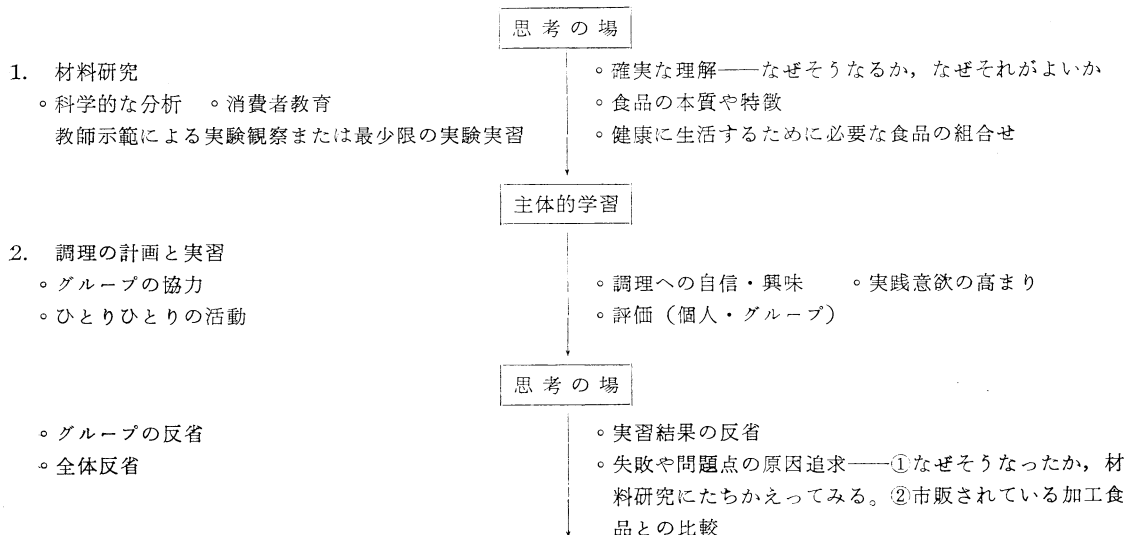 思考の場
1. 材料研究
◦科学的な分析 ◦消費者教育
教師示範による実験観察または最少限の実験実習
◦確実な理解――なぜそうなるか，なぜそれがよいか
◦食品の本質や特徴
◦健康に生活するために必要な食品の組合せ
主体的学習
2. 調理の計画と実習
◦グループの協力
◦ひとりひとりの活動
◦調理への自信・興味 ◦実践意欲の高まり
◦評価（個人・グループ）
思考の場
◦グループの反省
◦全体反省
◦実習結果の反省
◦失敗や問題点の原因追求――①なぜそうなったか，材
料研究にたちかえってみる。②市販されている加工食
品との比較